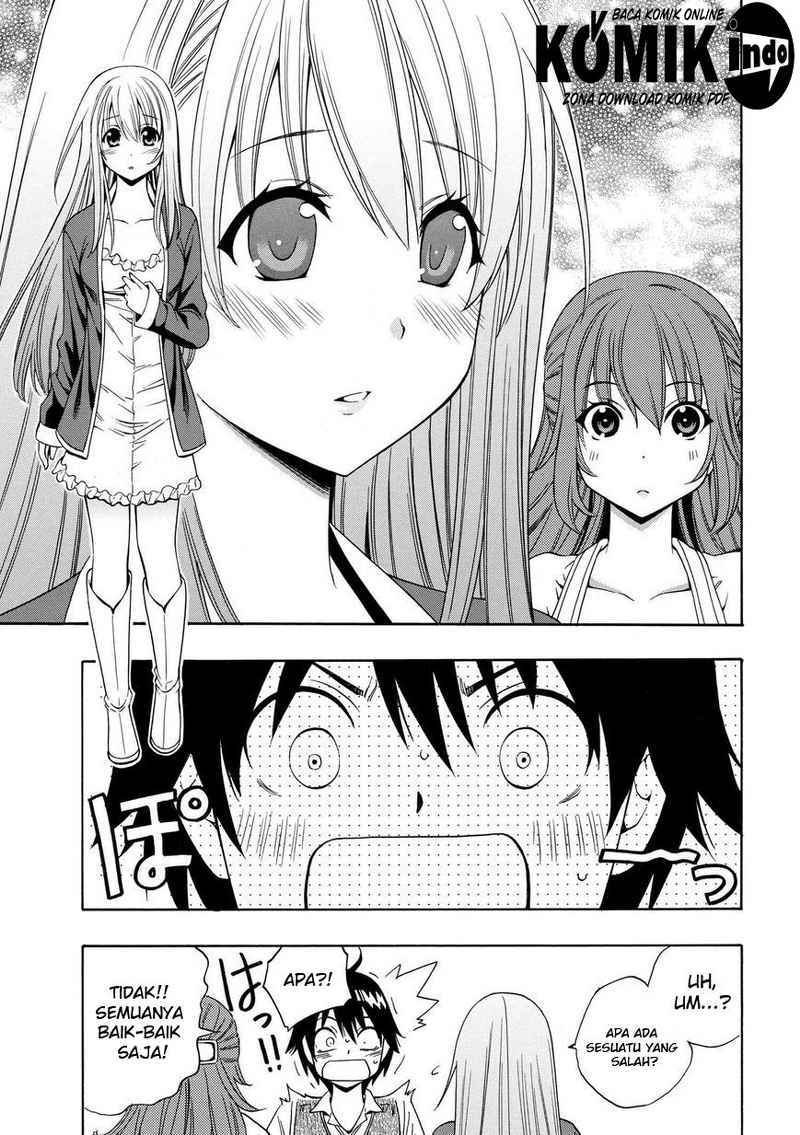 BACA KOMIK ONLINE
KOMIK indo
ZONA DOWNLOAD KOMIK PDF
ぽーっ
UH,
UM...?
APA ADA
SESUATU YANG
SALAH?
はっ!!
APA?!
TIDAK!!
SEMUANYA
BAIK-BAIK
SAJA!